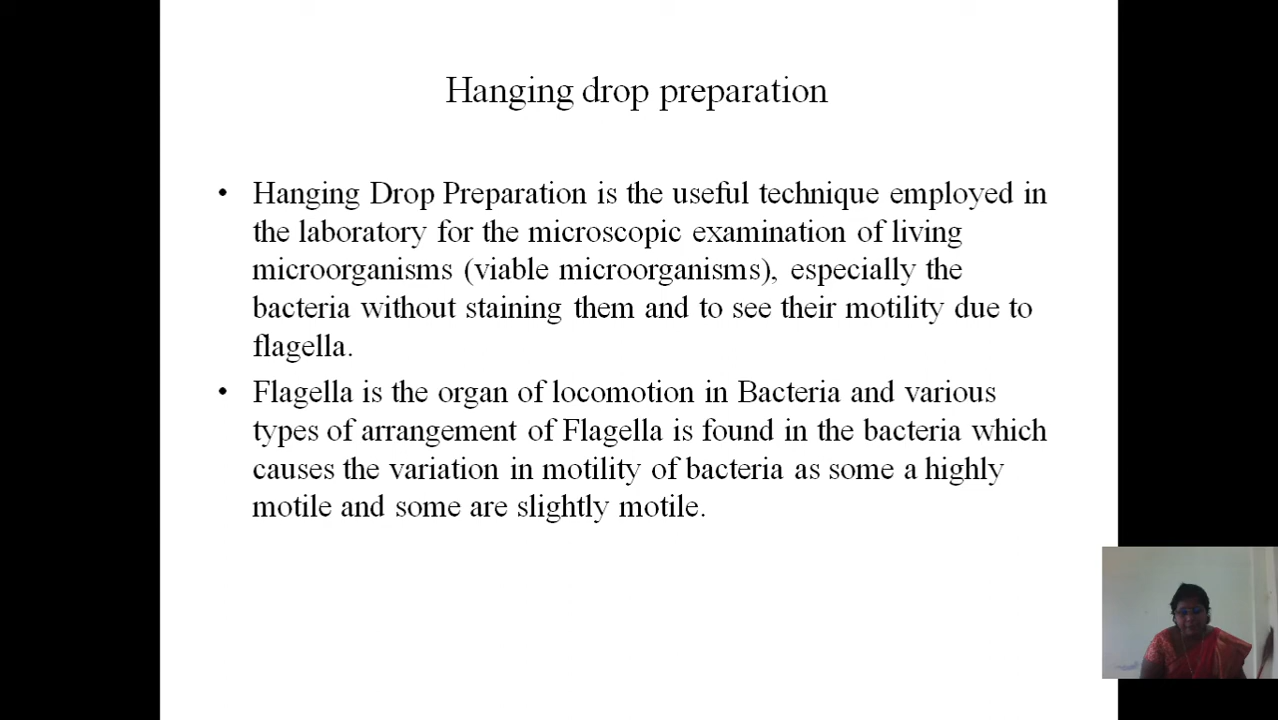 Hanging drop preparation
• Hanging Drop Preparation is the useful technique employed in
the laboratory for the microscopic examination of living
microorganisms (viable microorganisms), especially the
bacteria without staining them and to see their motility due to
flagella.
• Flagella is the organ of locomotion in Bacteria and various
types of arrangement of Flagella is found in the bacteria which
causes the variation in motility of bacteria as some a highly
motile and some are slightly motile.